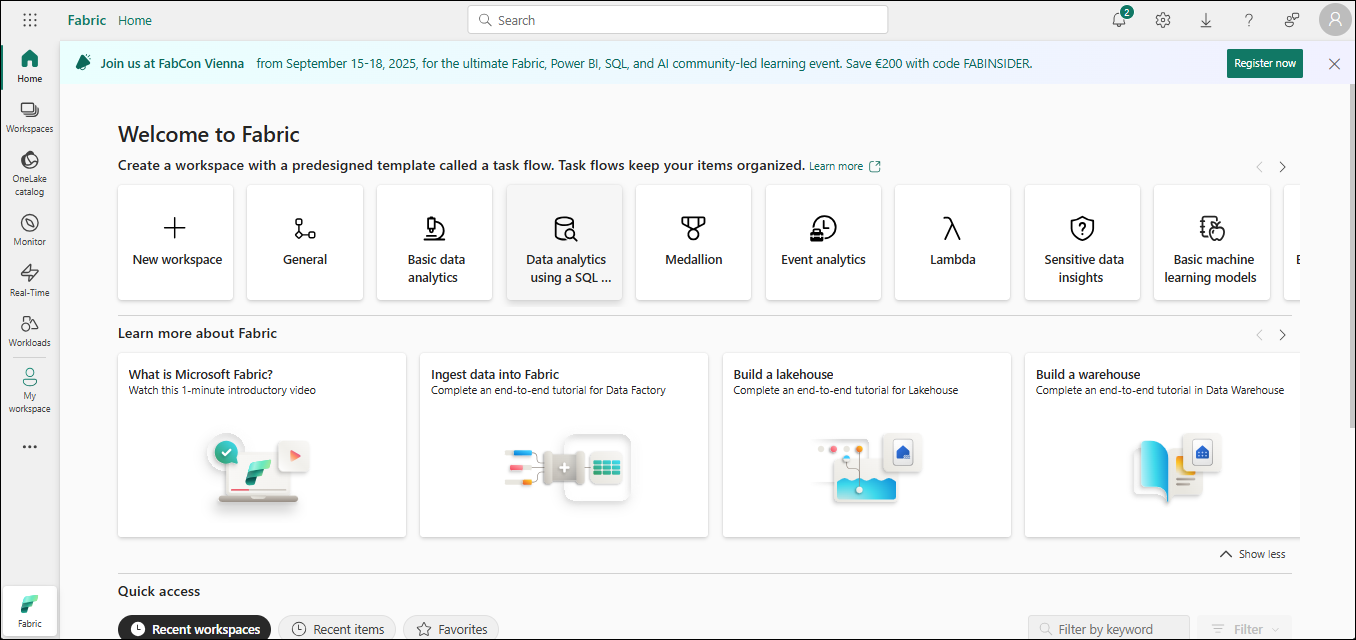 Fabric Home
Search
2
Join us at FabCon Vienna from September 15-18, 2025, for the ultimate Fabric, Power BI, SQL, and AI community-led learning event. Save €200 with code FABINSIDER.
Register now
Home
Workspaces
OneLake
catalog
Monitor
Real-Time
Workloads
My
workspace
Fabric
Welcome to Fabric
Create a workspace with a predesigned template called a task flow. Task flows keep your items organized. Learn more
New workspace
General
Basic data
analytics
Data analytics
using a SQL ...
Medallion
Event analytics
Lambda
Sensitive data
insights
Basic machine
learning models
Learn more about Fabric
What is Microsoft Fabric?
Watch this 1-minute introductory video
Ingest data into Fabric
Complete an end-to-end tutorial for Data Factory
Build a lakehouse
Complete an end-to-end tutorial for Lakehouse
Build a warehouse
Complete an end-to-end tutorial in Data Warehouse
Show less
Quick access
Recent workspaces
Recent items
Favorites
Filter by keyword
Filter